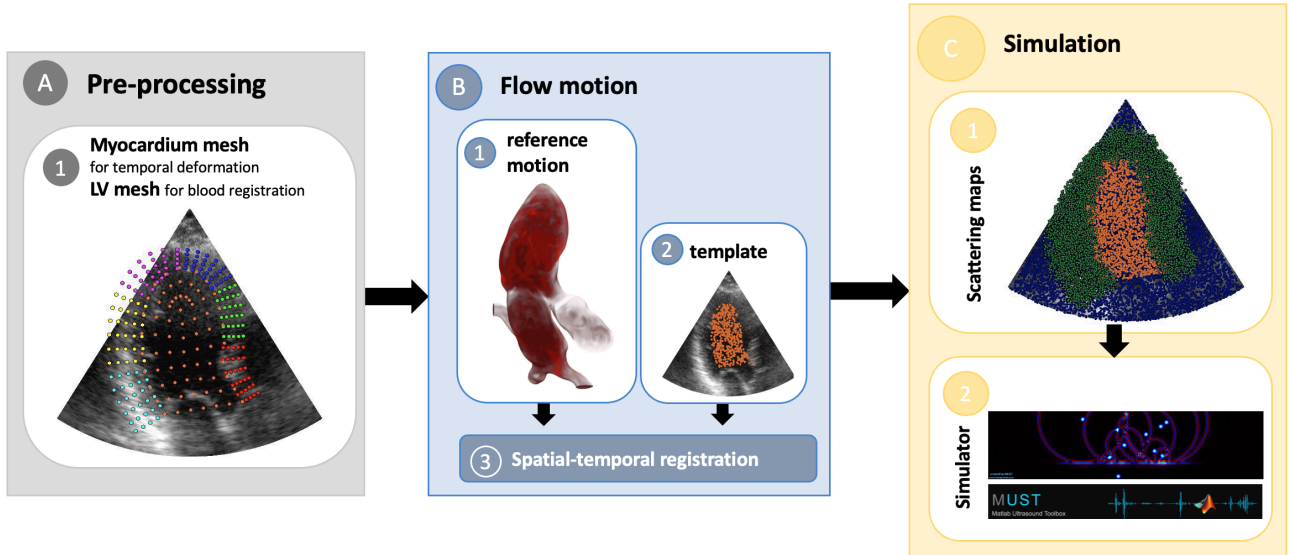 A
Pre-processing
1
Myocardium mesh
for temporal deformation
LV mesh for blood registration
B
Flow motion
1
reference
motion
2
template
3
Spatial-temporal registration
C
Simulation
1
Scattering maps
2
Simulator
MUST
Matlab Ultrasound Toolbox